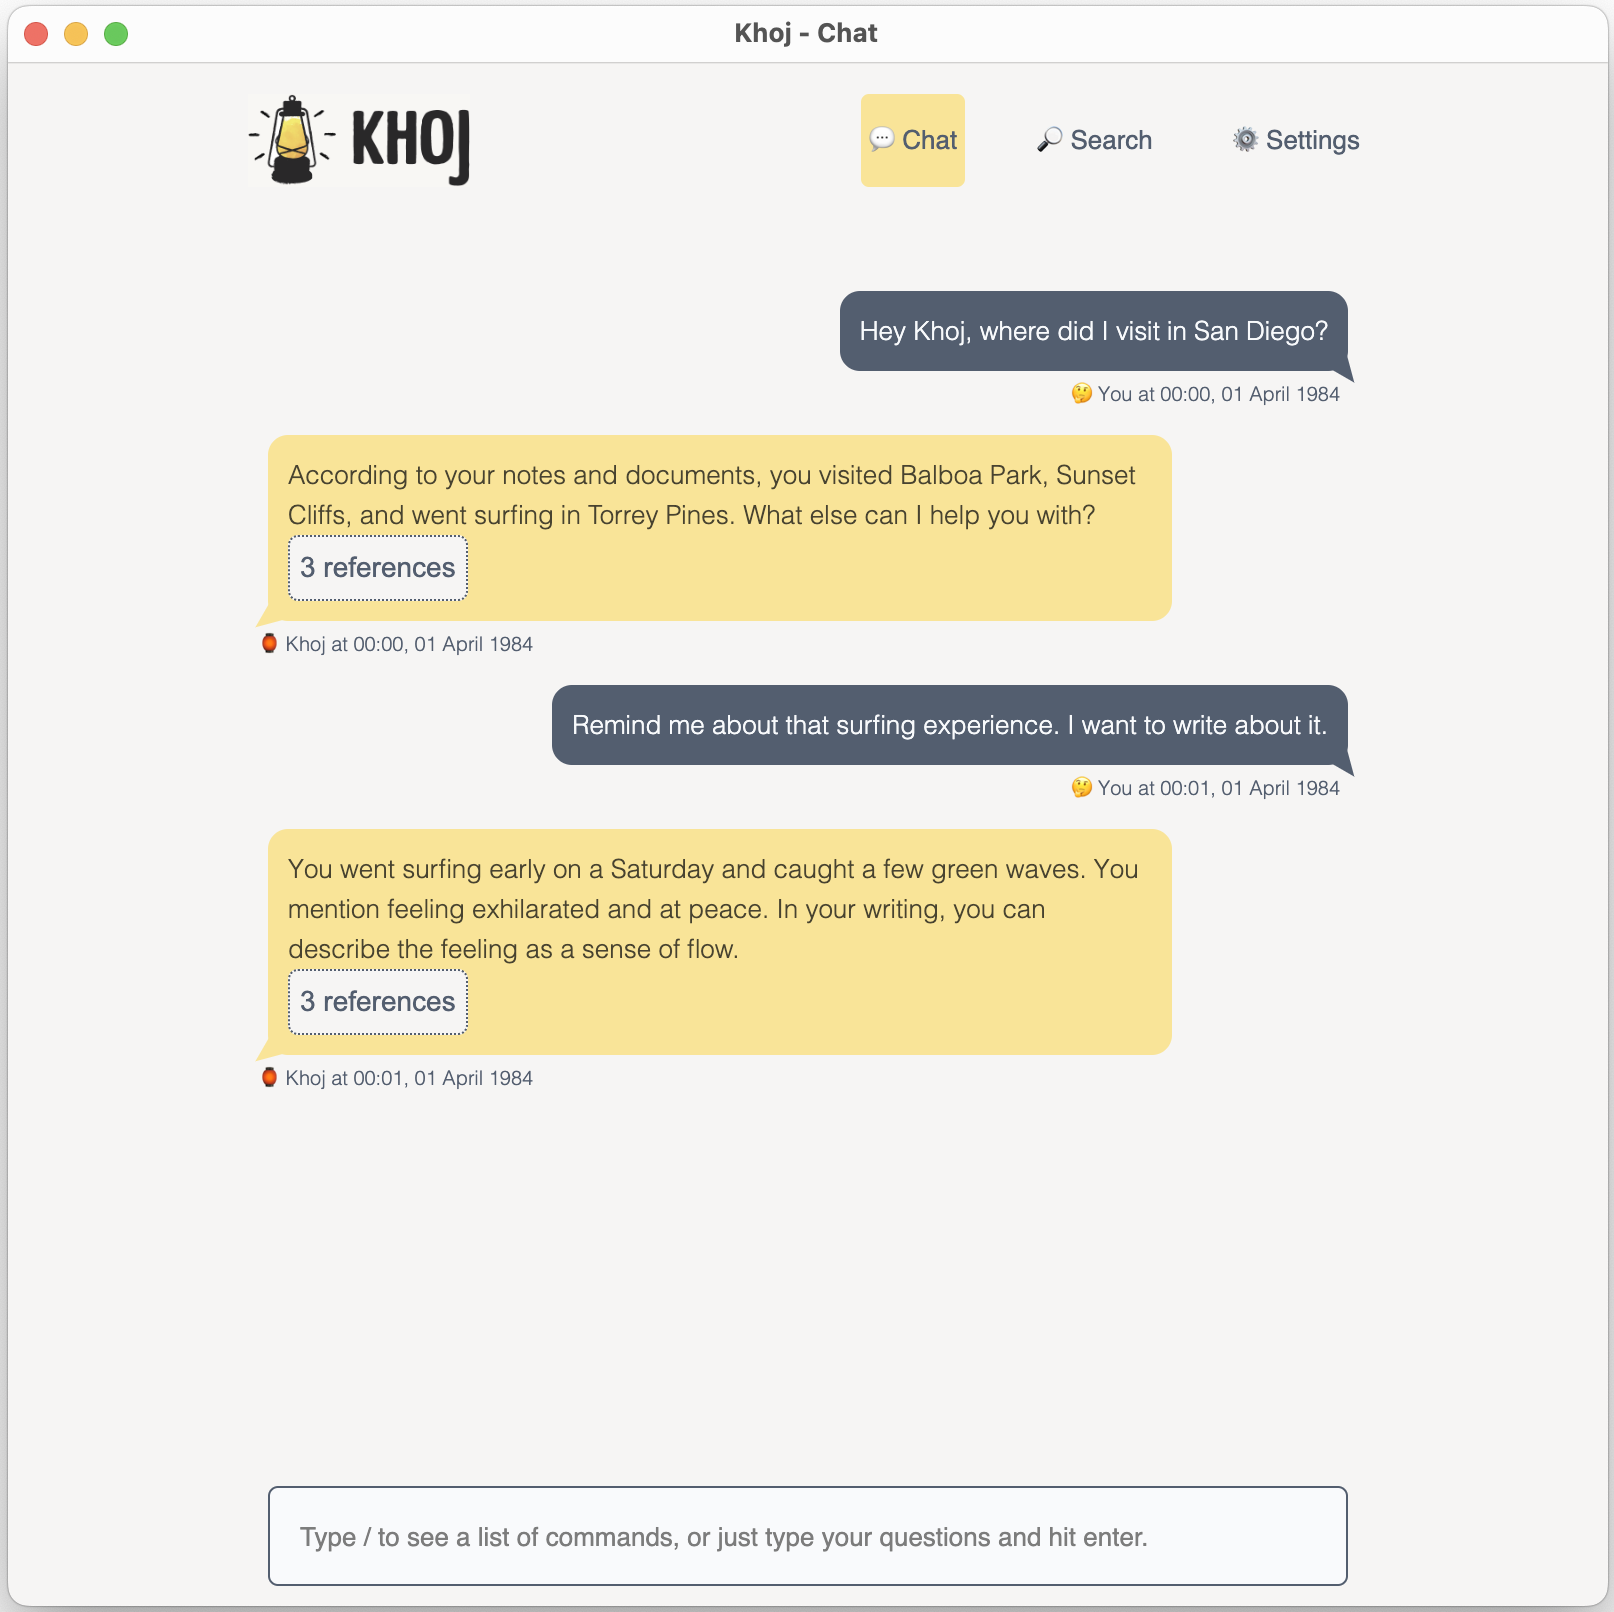 Khoj - Chat
KHOJ
💬 Chat
🔎 Search
⚙️ Settings
Hey Khoj, where did I visit in San Diego?
🤔 You at 00:00, 01 April 1984
According to your notes and documents, you visited Balboa Park, Sunset
Cliffs, and went surfing in Torrey Pines. What else can I help you with?
3 references
🏮 Khoj at 00:00, 01 April 1984
Remind me about that surfing experience. I want to write about it.
🤔 You at 00:01, 01 April 1984
You went surfing early on a Saturday and caught a few green waves. You
mention feeling exhilarated and at peace. In your writing, you can
describe the feeling as a sense of flow.
3 references
🏮 Khoj at 00:01, 01 April 1984
Type / to see a list of commands, or just type your questions and hit enter.